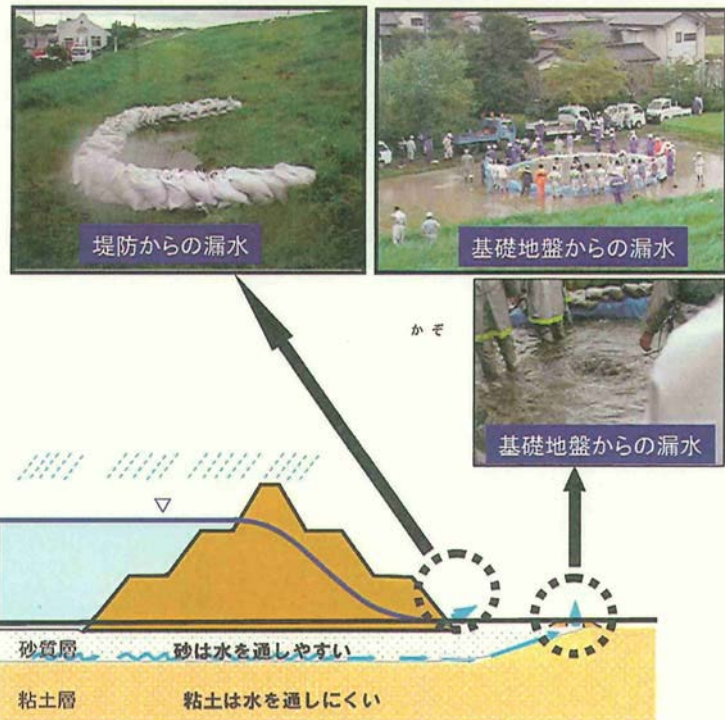 堤防からの漏水
基礎地盤からの漏水
かぞ
基礎地盤からの漏水
砂質層
砂は水を通しやすい
粘土層
粘土は水を通しにくい